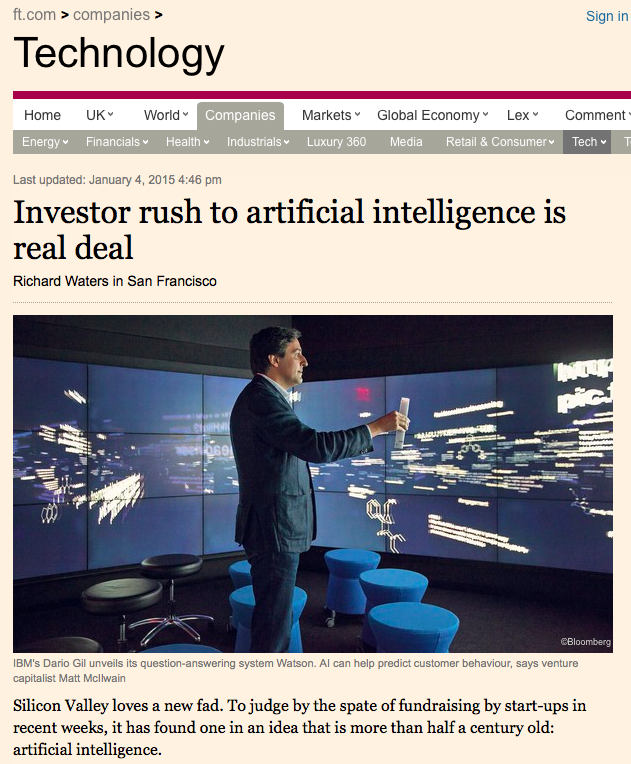 ft.com > companies >
Sign in
Technology
Home UK World Companies Markets Global Economy Lex Comment
Energy Financials Health Industrials Luxury 360 Media Retail & Consumer Tech T
Last updated: January 4, 2015 4:46 pm
Investor rush to artificial intelligence is
real deal
Richard Waters in San Francisco
©Bloomberg
IBM's Dario Gil unveils its question-answering system Watson. AI can help predict customer behaviour, says venture
capitalist Matt McIlwain
Silicon Valley loves a new fad. To judge by the spate of fundraising by start-ups in
recent weeks, it has found one in an idea that is more than half a century old:
artificial intelligence.